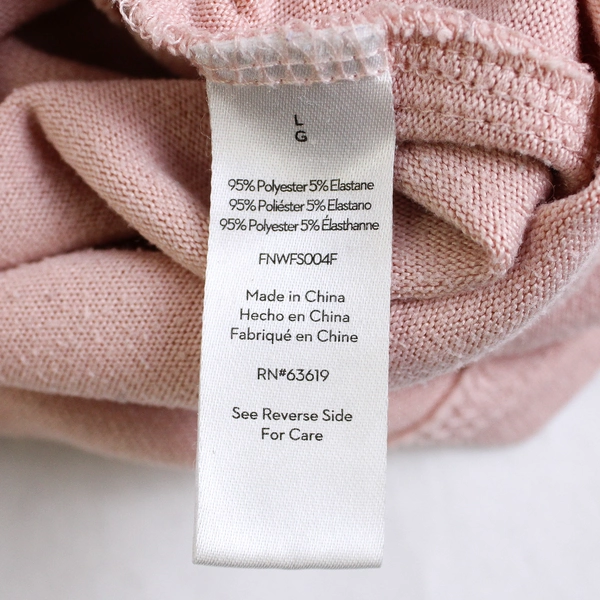 L
G
95% Polyester 5% Elastane
95% Poliéster 5% Elastano
95% Polyester 5% Élasthanne
FNWFS004F
Made in China
Hecho en China
Fabriqué en Chine
RN#63619
See Reverse Side
For Care